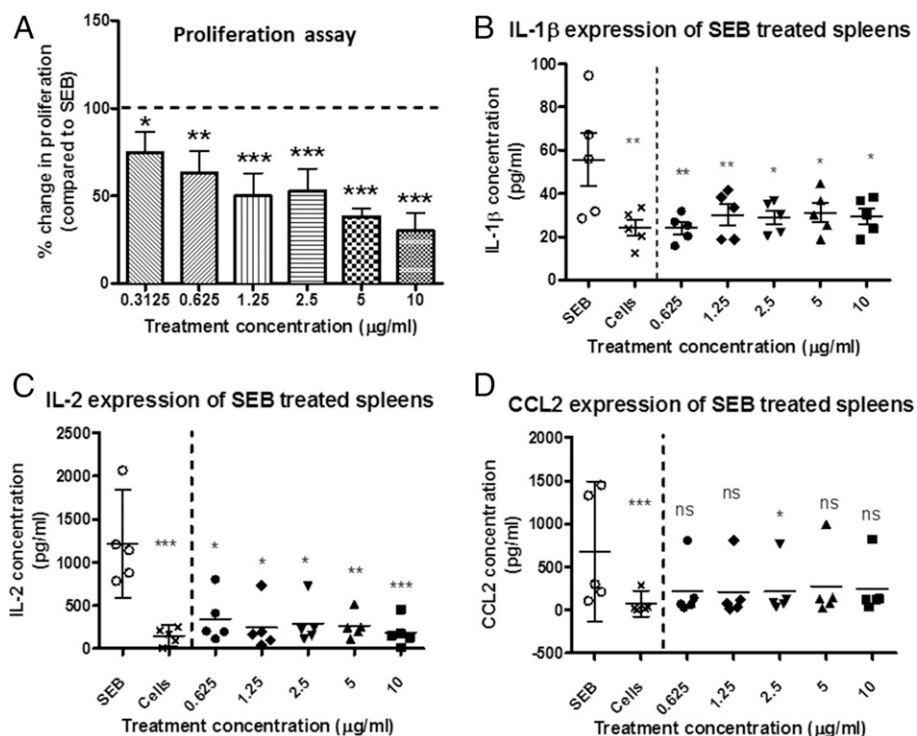 A
Proliferation assay
% change in proliferation
(compared to SEB)
150
100
50
0
*
**
***
***
***
***
0.3125 0.625 1.25 2.5 5 10
Treatment concentration (μg/ml)
B
IL-1β expression of SEB treated spleens
IL-1β concentration
(pg/ml)
100
80
60
40
20
0
**
**
**
*
*
*
SEB Cells 0.625 1.25 2.5 5 10
Treatment concentration (μg/ml)
C
IL-2 expression of SEB treated spleens
IL-2 concentration
(pg/ml)
2500
2000
1500
1000
500
0
***
*
*
*
**
***
SEB Cells 0.625 1.25 2.5 5 10
Treatment concentration (μg/ml)
D
CCL2 expression of SEB treated spleens
CCL2 concentration
(pg/ml)
2000
1500
1000
500
0
-500
***
ns
ns
*
ns
ns
SEB Cells 0.625 1.25 2.5 5 10
Treatment concentration (μg/ml)